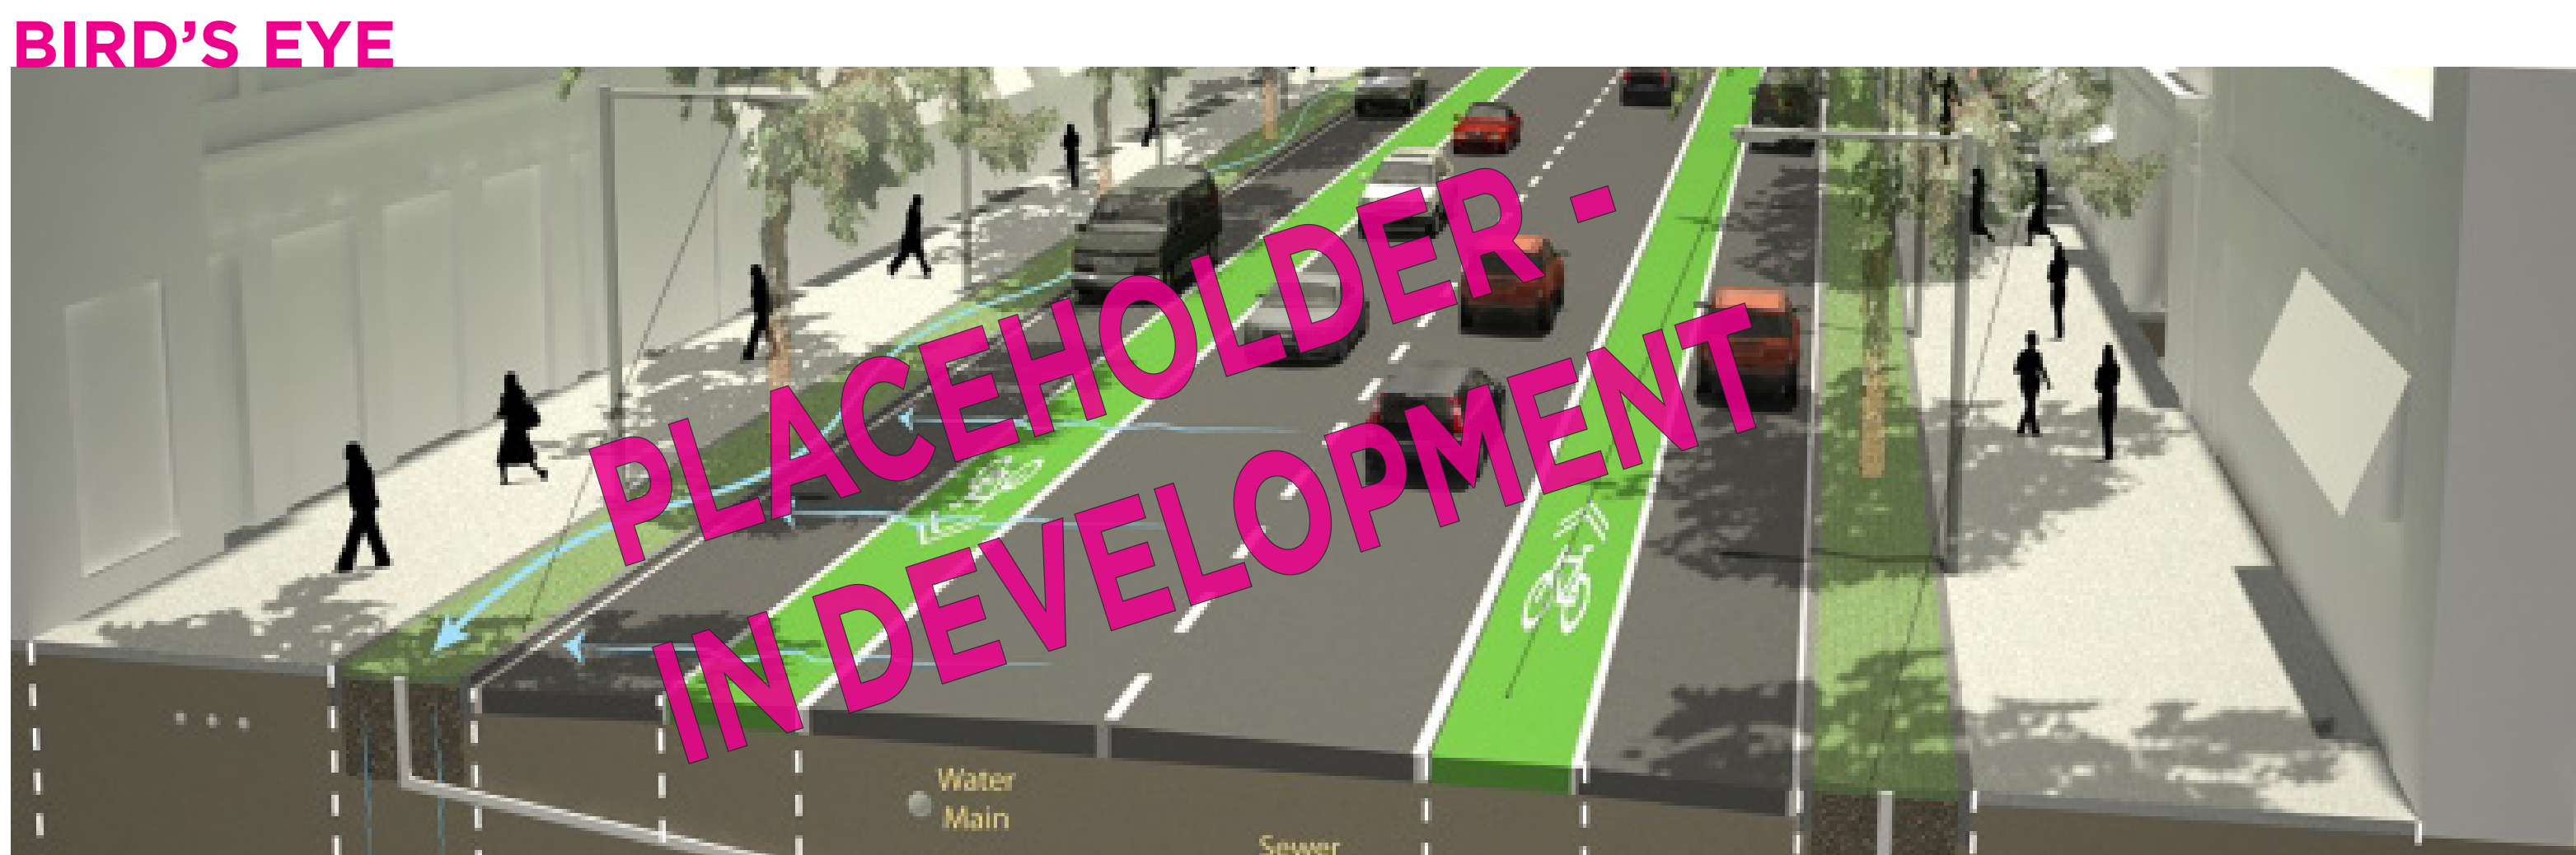 BIRD’S EYE
PLACEHOLDER -
IN DEVELOPMENT
Water
Main
Sewer